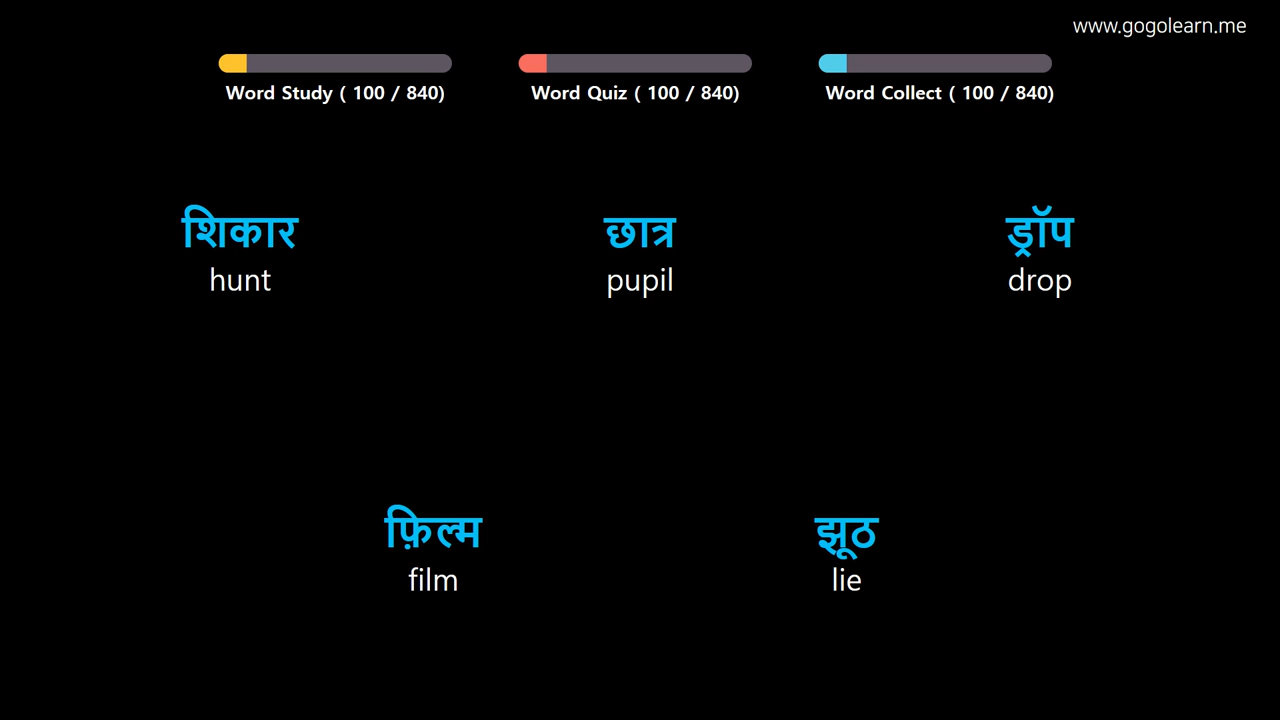 www.gogolearn.me
Word Study ( 100 / 840)
Word Quiz ( 100 / 840)
Word Collect ( 100 / 840)
शिकार
hunt
छात्र
pupil
ड्रॉप
drop
फ़िल्म
film
झूठ
lie